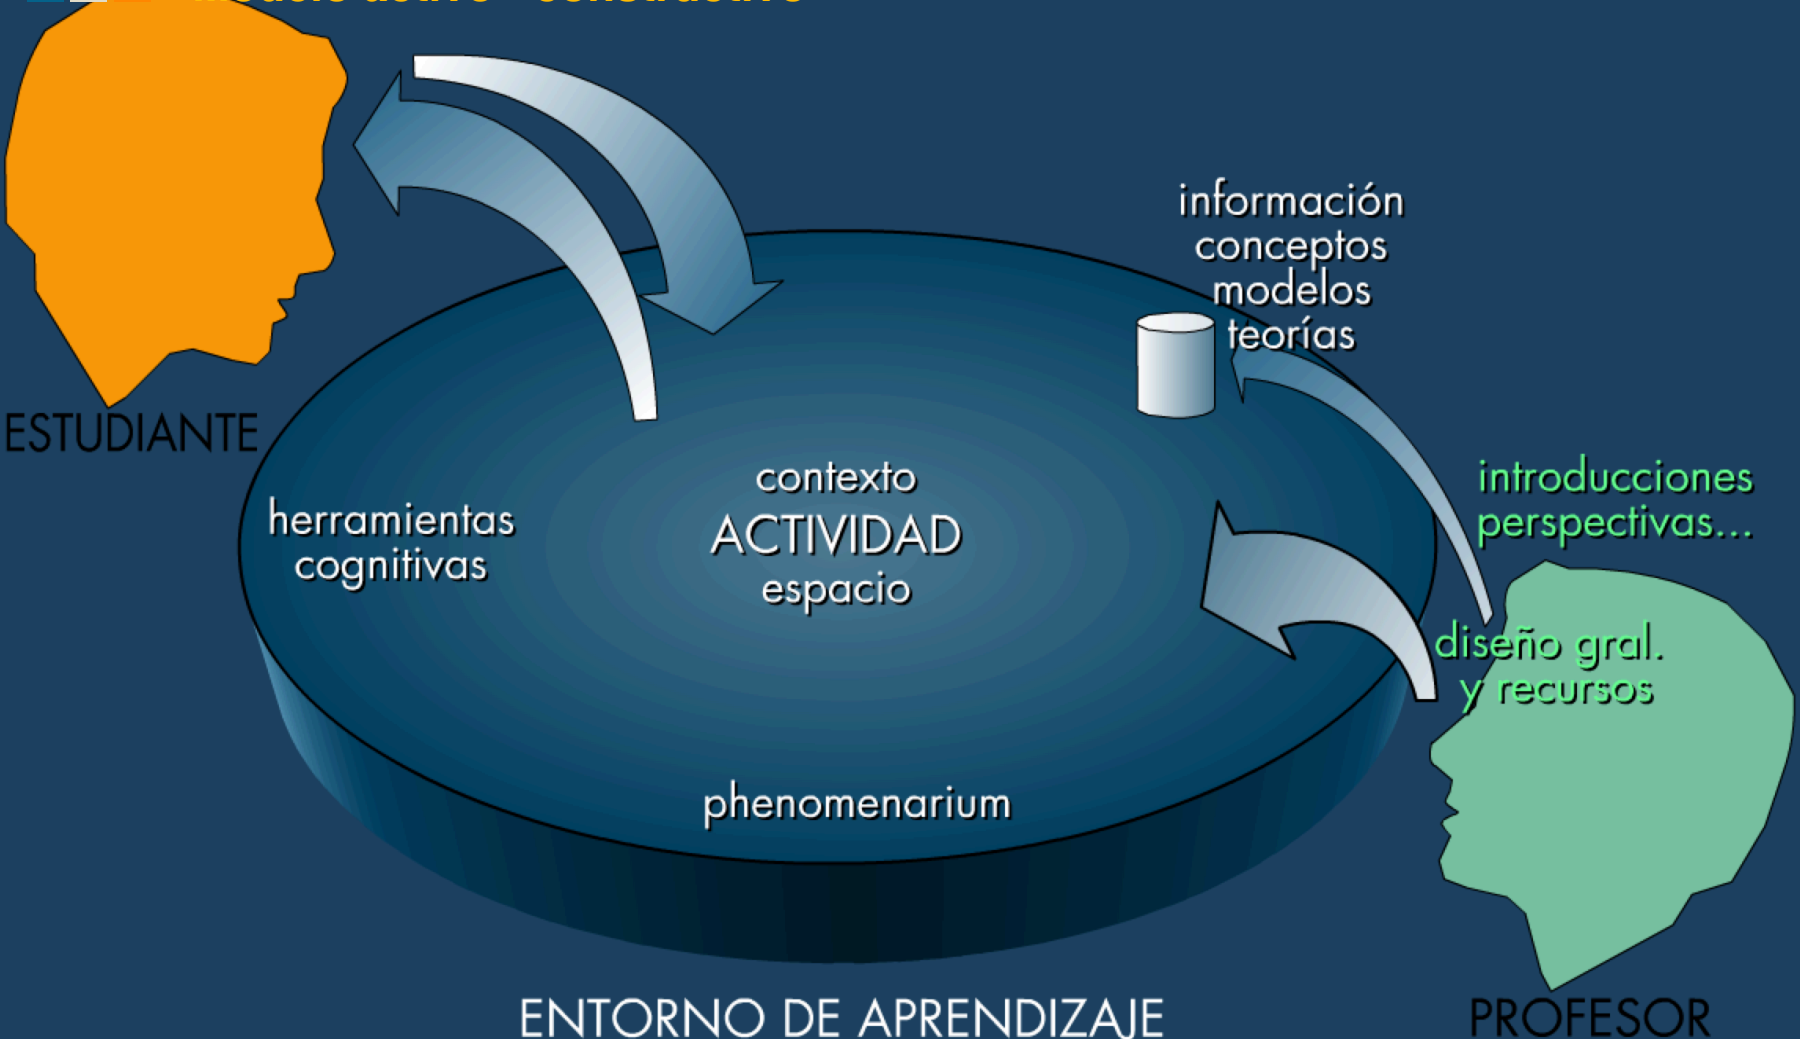 información
conceptos
modelos
teorías
ESTUDIANTE
introducciones
perspectivas...
contexto
ACTIVIDAD
espacio
herramientas
cognitivas
diseño gral.
y recursos
phenomenarium
ENTORNO DE APRENDIZAJE
PROFESOR